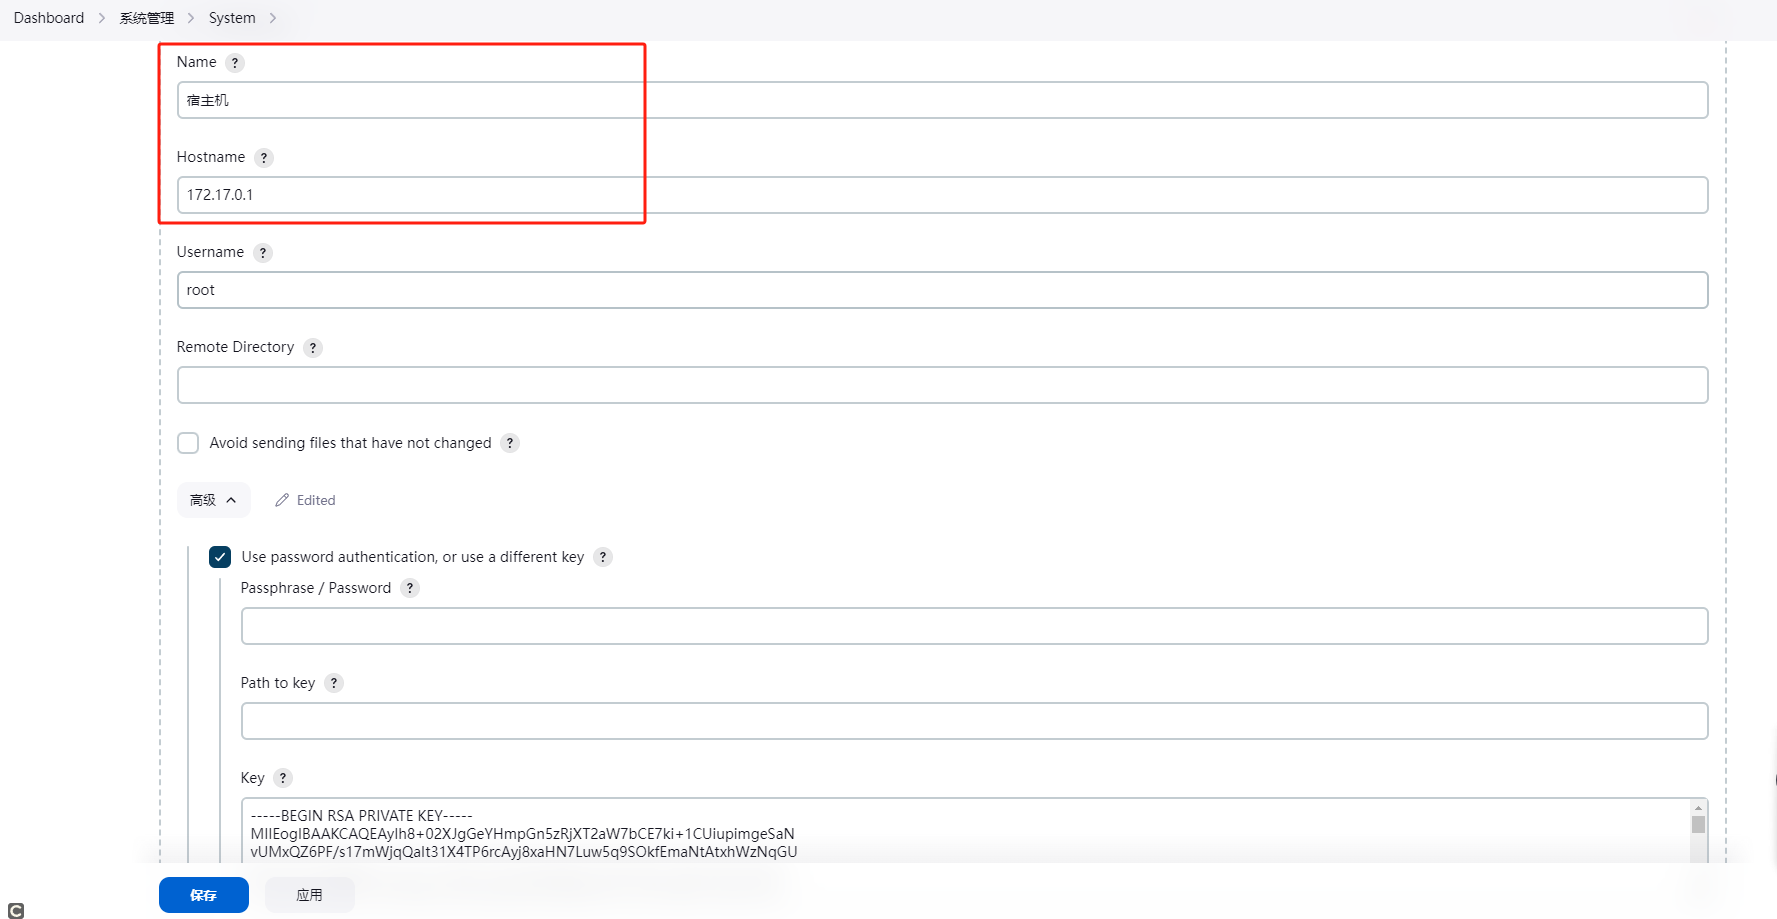 Dashboard > 系统管理 > System >
Name ?
宿主机
Hostname ?
172.17.0.1
Username ?
root
Remote Directory ?
Avoid sending files that have not changed ?
高级 Edited
Use password authentication, or use a different key ?
Passphrase / Password ?
Path to key ?
Key ?
-----BEGIN RSA PRIVATE KEY-----
MIIEogIBAAKCAQEAyIh8+02XJgGeYHmpGn5zRjXT2aW7bCE7ki+1CUiupimgeSaN
vUMxQZ6PF/s17mWjqQaIt31X4TP6rcAyj8xaHN7Luw5q9SOkfEmaNtAtxhWzNqGU
保存 应用